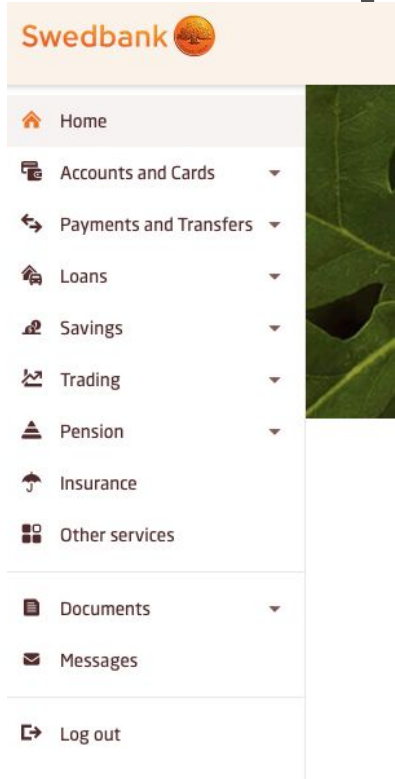 Swedbank
Home
Accounts and Cards
Payments and Transfers
Loans
Savings
Trading
Pension
Insurance
Other services
Documents
Messages
Log out